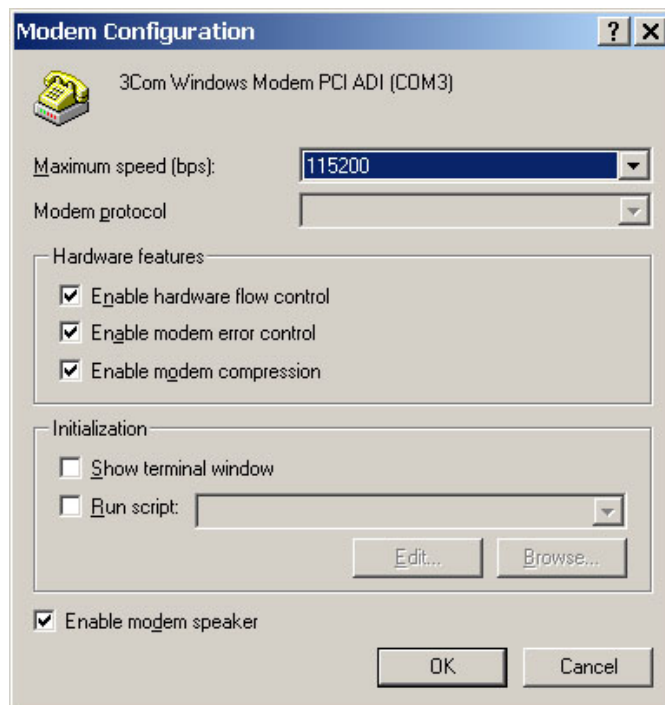 Modem Configuration
3Com Windows Modem PCI ADI (COM3)
Maximum speed (bps): 115200
Modem protocol
Hardware features
Enable hardware flow control
Enable modem error control
Enable modem compression
Initialization
Show terminal window
Run script:
Edit... Browse...
Enable modem speaker
OK Cancel